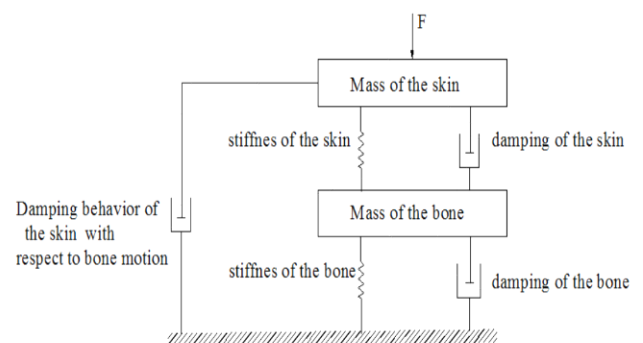 F
Mass of the skin
stiffnes of the skin
damping of the skin
Mass of the bone
Damping behavior of
the skin with
respect to bone motion
stiffnes of the bone
damping of the bone